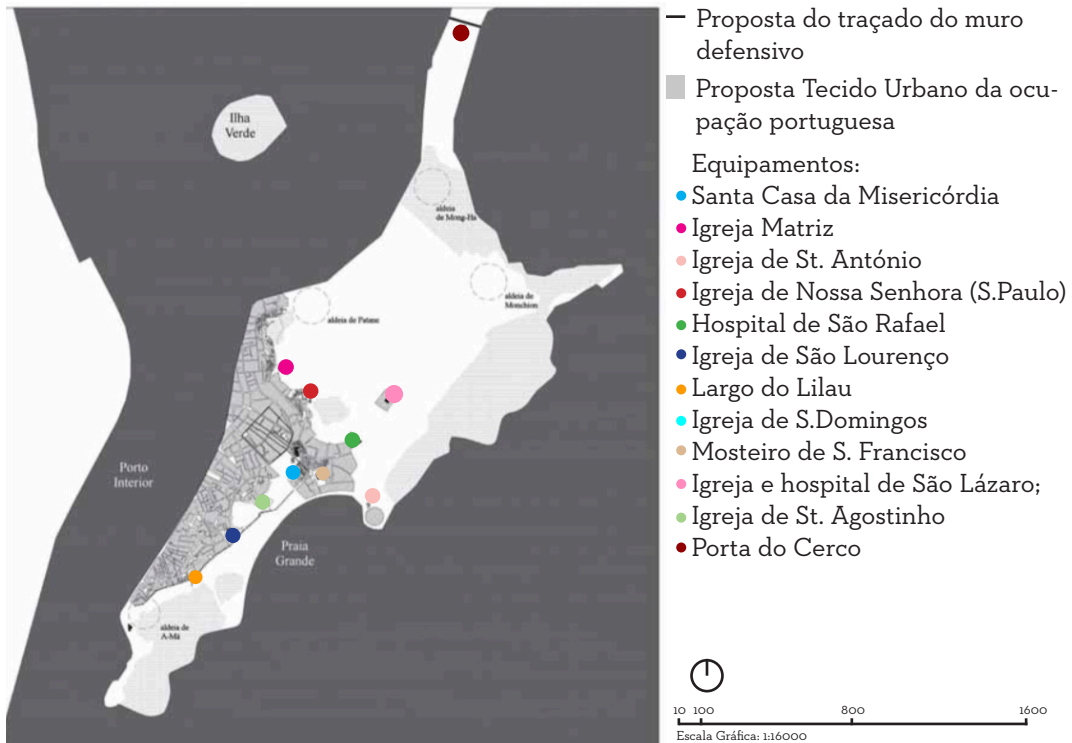 Ilha
Verde
aldeia
de Mong-Ha
aldeia de
Monchion
aldeia de Patane
Porto
Interior
Praia
Grande
aldeia de
A-Má
Proposta do traçado do muro
defensivo
Proposta Tecido Urbano da ocu-
pação portuguesa
Equipamentos:
Santa Casa da Misericórdia
Igreja Matriz
Igreja de St. António
Igreja de Nossa Senhora (S.Paulo)
Hospital de São Rafael
Igreja de São Lourenço
Largo do Lilau
Igreja de S.Domingos
Mosteiro de S. Francisco
Igreja e hospital de São Lázaro;
Igreja de St. Agostinho
Porta do Cerco
10 100 800 1600
Escala Gráfica: 1:16000